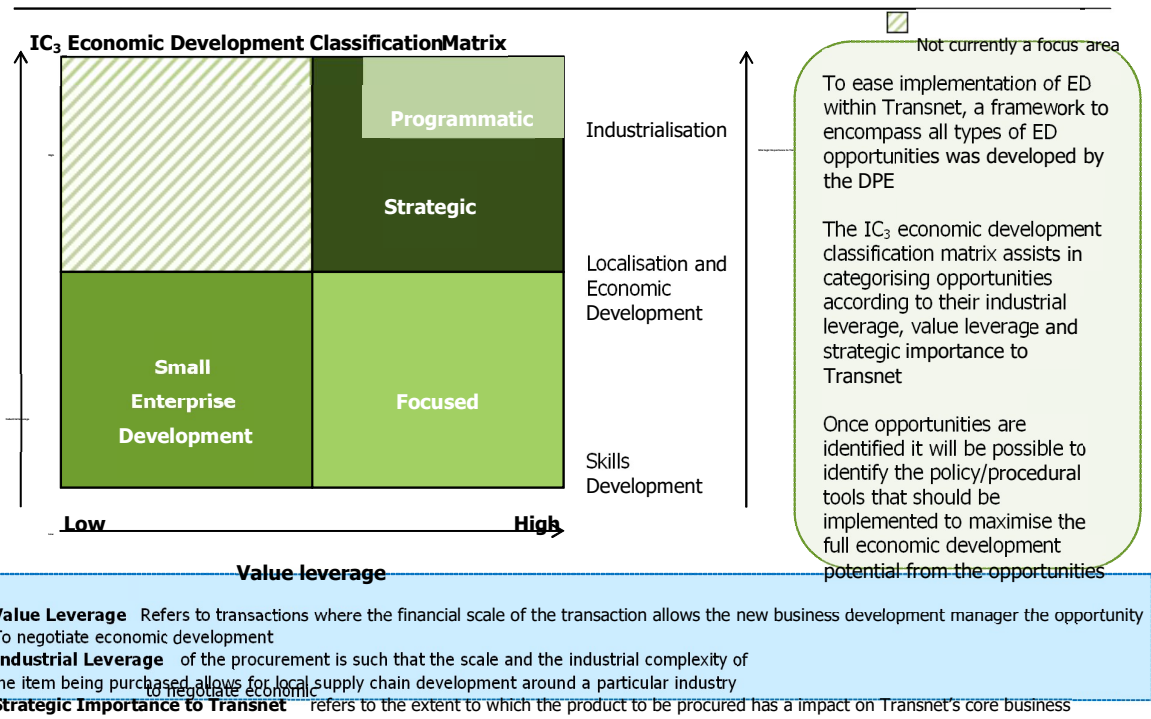 Not currently a focus area
IC3 Economic Development ClassificationMatrix
Programmatic
Strategic
Small
Enterprise
Development
Focused
Industrialisation
Localisation and
Economic
Development
Skills
Development
Low
High
Value leverage
To ease implementation of ED
within Transnet, a framework to
encompass all types of ED
opportunities was developed by
the DPE
The IC3 economic development
classification matrix assists in
categorising opportunities
according to their industrial
leverage, value leverage and
strategic importance to
Transnet
Once opportunities are
identified it will be possible to
identify the policy/procedural
tools that should be
implemented to maximise the
full economic development
potential from the opportunities
Value Leverage Refers to transactions where the financial scale of the transaction allows the new business development manager the opportunity
To negotiate economic development
ndustrial Leverage of the procurement is such that the scale and the industrial complexity of
he item being purchased allows for local supply chain development around a particular industry
to negotiate economic
Strategic Importance to Transnet refers to the extent to which the product to be procured has a impact on Transnet's core business